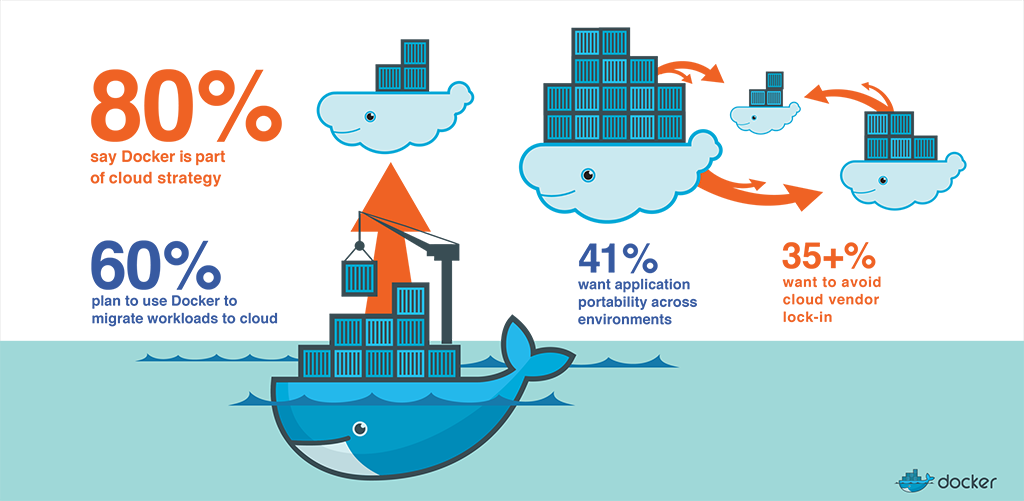 80%
say Docker is part
of cloud strategy
60%
plan to use Docker to
migrate workloads to cloud
41%
want application
portability across
environments
35+%
want to avoid
cloud vendor
lock-in
docker